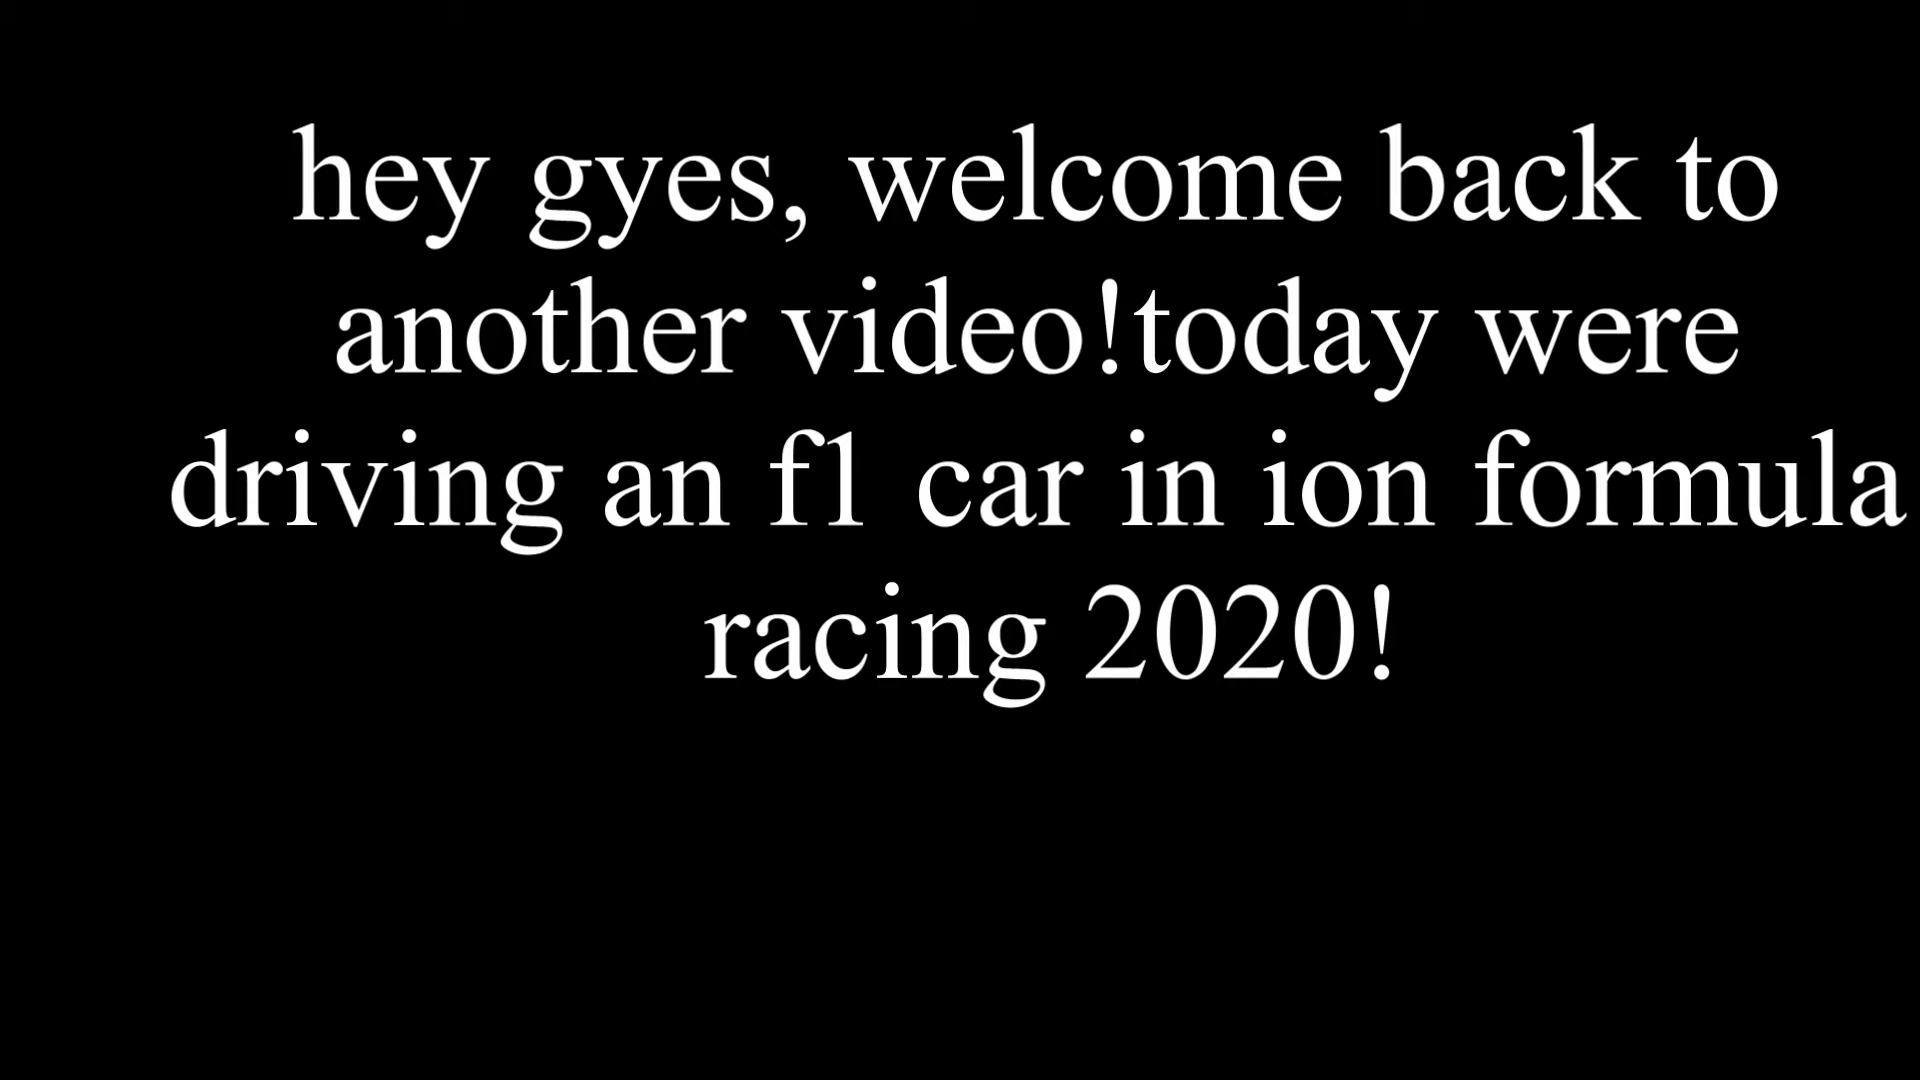 hey gyes, welcome back to
another video!today were
driving an f1 car in ion formula
racing 2020!